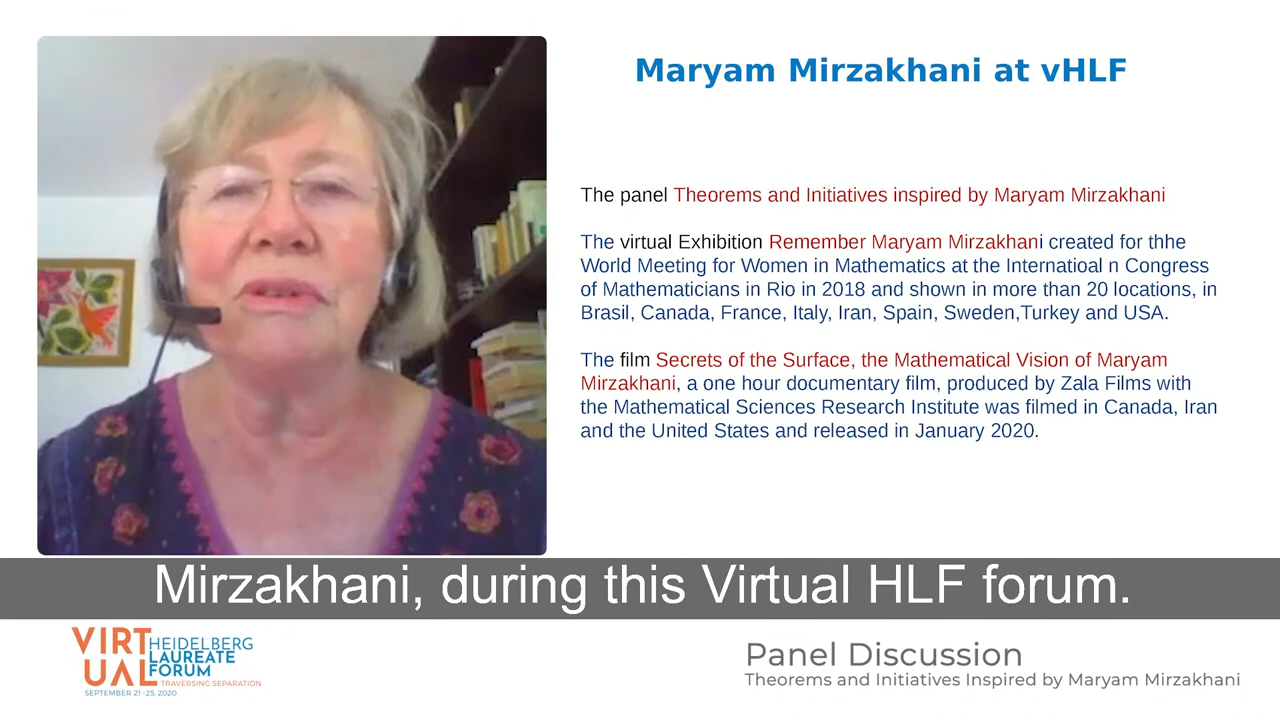 Maryam Mirzakhani at vHLF
The panel Theorems and Initiatives inspired by Maryam Mirzakhani
The virtual Exhibition Remember Maryam Mirzakhani created for thhe
World Meeting for Women in Mathematics at the Internatioal n Congress
of Mathematicians in Rio in 2018 and shown in more than 20 locations, in
Brasil, Canada, France, Italy, Iran, Spain, Sweden,Turkey and USA.
The film Secrets of the Surface, the Mathematical Vision of Maryam
Mirzakhani, a one hour documentary film, produced by Zala Films with
the Mathematical Sciences Research Institute was filmed in Canada, Iran
and the United States and released in January 2020.
Mirzakhani, during this Virtual HLF forum.
VIRTUAL
HEIDELBERG
LAUREATE
FORUM
TRAVERSING SEPARATION
SEPTEMBER 21-25, 2020
Panel Discussion
Theorems and Initiatives Inspired by Maryam Mirzakhani